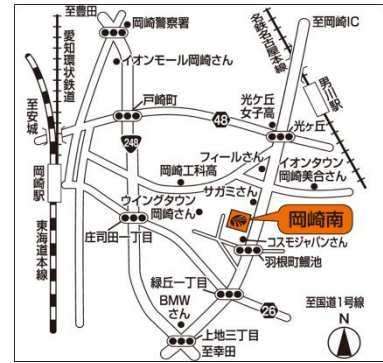 至豊田
岡崎警察署
愛知環状鉄道
イオンモール岡崎さん
名鉄名古屋本線
至岡崎IC
男川駅
至安城
戸崎町
48
光ケ丘
女子高
光ヶ丘
248
岡崎駅
岡崎工科高
フィールさん
イオンタウン
岡崎美合さん
サガミさん
ウイングタウン
岡崎さん
岡崎南
東海道本線
庄司田一丁目
コスモジャパンさん
羽根町鰻池
緑丘一丁目
BMW
さん
26
至国道1号線
上地三丁目
至幸田
N